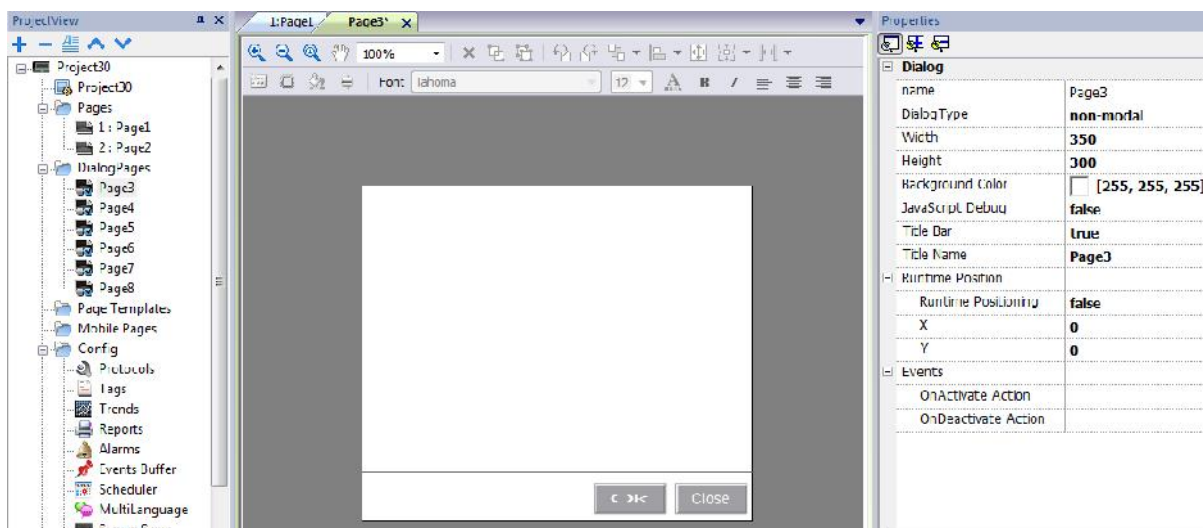 ProjectView
Project30
Project30
Pages
1 : Page1
2 : Page2
DialogPages
Page3
Page4
Page5
Page6
Page7
Page8
Page Templates
Mobile Pages
Config
Protocols
Tags
Trends
Reports
Alarms
Events Buffer
Scheduler
MultiLanguage
1:Page1 Page3*
100%
Font Tahoma 12 A B I
Close
Properties
Dialog
name Page3
DialogType non-modal
Width 350
Height 300
Background Color [255, 255, 255]
JavaScript Debug false
Title Bar true
Title Name Page3
Runtime Position
Runtime Positioning false
X 0
Y 0
Events
OnActivate Action
OnDeactivate Action